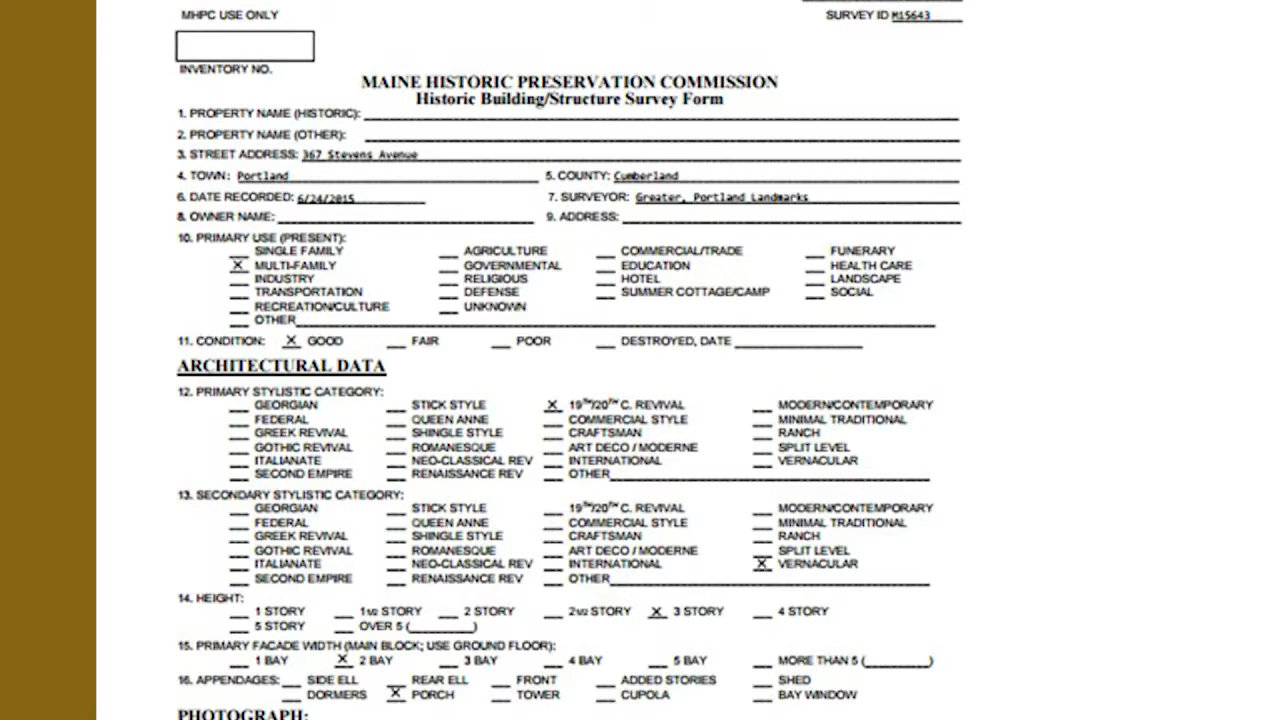 MHPC USE ONLY SURVEY ID M15643
INVENTORY NO.
MAINE HISTORIC PRESERVATION COMMISSION
Historic Building/Structure Survey Form
1. PROPERTY NAME (HISTORIC):
2. PROPERTY NAME (OTHER):
3. STREET ADDRESS: 367 Stevens Avenue
4. TOWN: Portland 5. COUNTY: Cumberland
6. DATE RECORDED: 6/24/2015 7. SURVEYOR: Greater, Portland Landmarks
8. OWNER NAME: 9. ADDRESS:
10. PRIMARY USE (PRESENT):
SINGLE FAMILY AGRICULTURE COMMERCIAL/TRADE FUNERARY
X MULTI-FAMILY GOVERNMENTAL EDUCATION HEALTH CARE
INDUSTRY RELIGIOUS HOTEL LANDSCAPE
TRANSPORTATION DEFENSE SUMMER COTTAGE/CAMP SOCIAL
RECREATION/CULTURE UNKNOWN
OTHER
11. CONDITION: X GOOD FAIR POOR DESTROYED, DATE
ARCHITECTURAL DATA
12. PRIMARY STYLISTIC CATEGORY:
GEORGIAN STICK STYLE X 19TH/20TH C. REVIVAL MODERN/CONTEMPORARY
FEDERAL QUEEN ANNE COMMERCIAL STYLE MINIMAL TRADITIONAL
GREEK REVIVAL SHINGLE STYLE CRAFTSMAN RANCH
GOTHIC REVIVAL ROMANESQUE ART DECO / MODERNE SPLIT LEVEL
ITALIANATE NEO-CLASSICAL REV INTERNATIONAL VERNACULAR
SECOND EMPIRE RENAISSANCE REV OTHER
13. SECONDARY STYLISTIC CATEGORY:
GEORGIAN STICK STYLE 19TH/20TH C. REVIVAL MODERN/CONTEMPORARY
FEDERAL QUEEN ANNE COMMERCIAL STYLE MINIMAL TRADITIONAL
GREEK REVIVAL SHINGLE STYLE CRAFTSMAN RANCH
GOTHIC REVIVAL ROMANESQUE ART DECO / MODERNE SPLIT LEVEL
ITALIANATE NEO-CLASSICAL REV INTERNATIONAL X VERNACULAR
SECOND EMPIRE RENAISSANCE REV OTHER
14. HEIGHT:
1 STORY 1 1/2 STORY 2 STORY 2 1/2 STORY X 3 STORY 4 STORY
5 STORY OVER 5 ( )
15. PRIMARY FACADE WIDTH (MAIN BLOCK; USE GROUND FLOOR):
1 BAY X 2 BAY 3 BAY 4 BAY 5 BAY MORE THAN 5 ( )
16. APPENDAGES: SIDE ELL REAR ELL FRONT ADDED STORIES SHED
DORMERS X PORCH TOWER CUPOLA BAY WINDOW
PHOTOGRAPH: